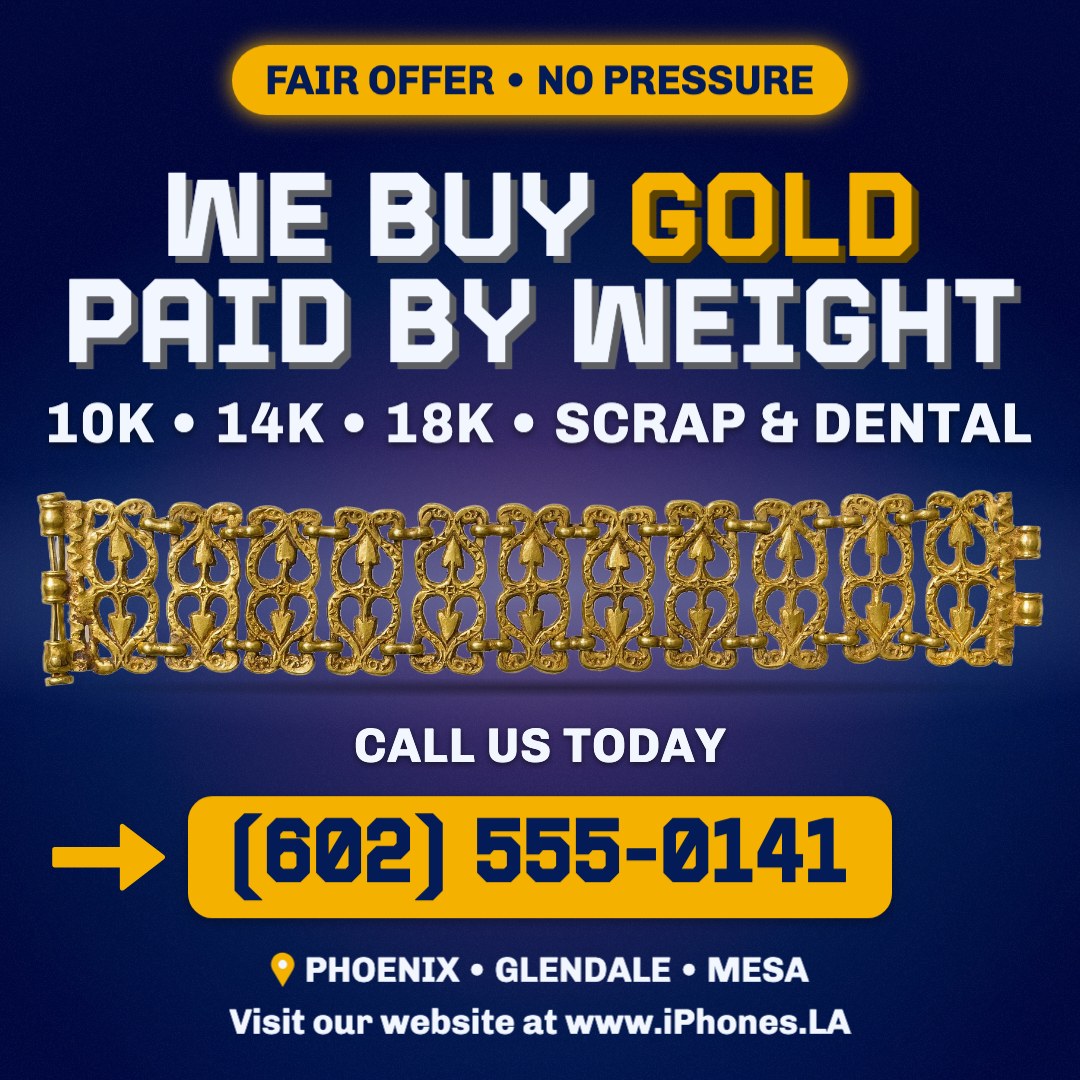 FAIR OFFER • NO PRESSURE
WE BUY GOLD
PAID BY WEIGHT
10K • 14K • 18K • SCRAP & DENTAL
CALL US TODAY
(602) 555-0141
PHOENIX • GLENDALE • MESA
Visit our website at www.iPhones.LA